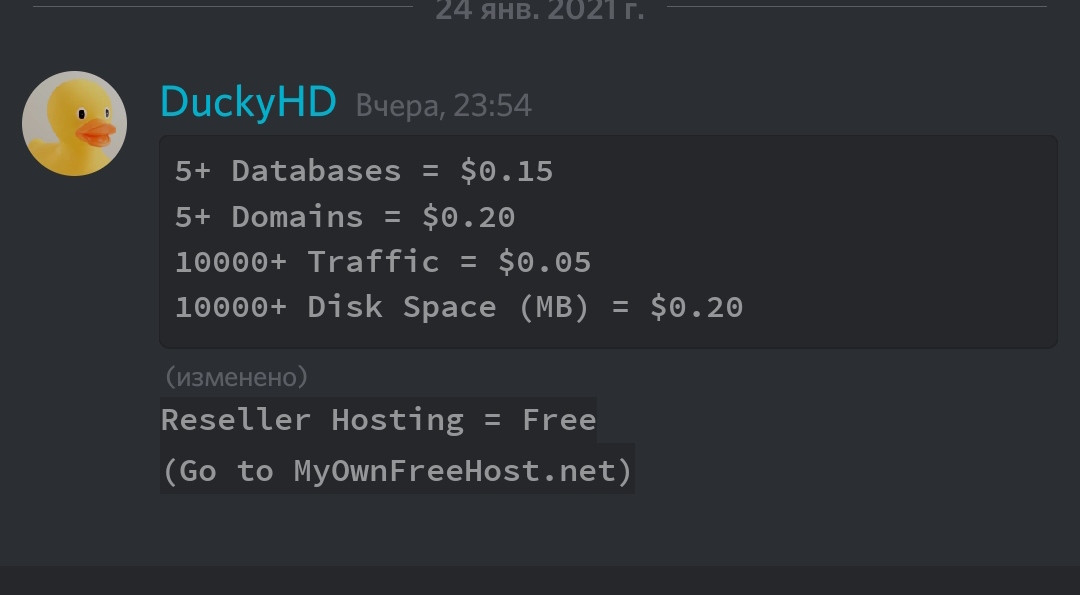 24 янв. 2021 г.
DuckyHD Вчера, 23:54
5+ Databases = $0.15
5+ Domains = $0.20
10000+ Traffic = $0.05
10000+ Disk Space (MB) = $0.20
(изменено)
Reseller Hosting = Free
(Go to MyOwnFreeHost.net)